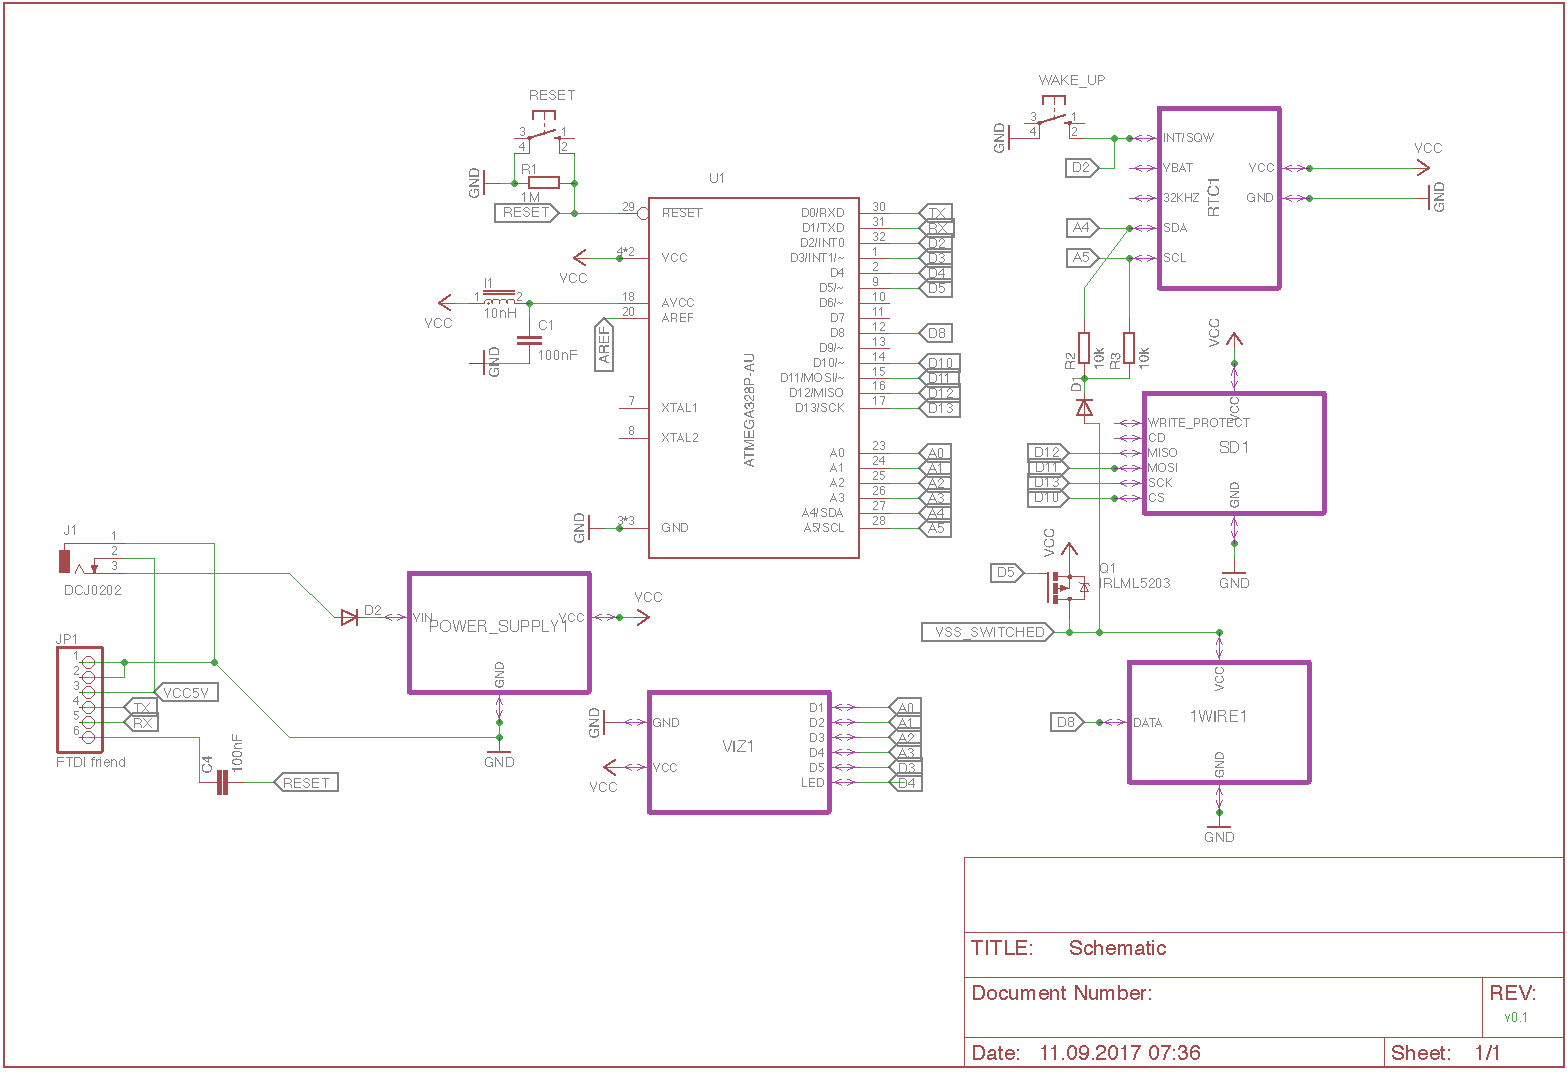 RESET
3
1
4
2
GND
R1
1M
RESET
I1
1
2
10nH
VCC
VCC
C1
100nF
GND
AREF
GND
U1
ATMEGA328P-AU
29
RESET
4*2
VCC
18
AVCC
20
AREF
7
XTAL1
8
XTAL2
3*3
GND
D0/RXD
30
TX
D1/TXD
31
RX
D2/INT0
32
D2
D3/INT1/~
1
D3
D4
2
D4
D5/~
9
D5
D6/~
10
D7
11
D8
12
D8
D9/~
13
D10/~
14
D10
D11/MOSI/~
15
D11
D12/MISO
16
D12
D13/SCK
17
D13
A0
23
A0
A1
24
A1
A2
25
A2
A3
26
A3
A4/SDA
27
A4
A5/SCL
28
A5
WAKE_UP
3
1
4
2
GND
D2
A4
A5
INT/SQW
VBAT
32KHZ
SDA
SCL
RTC1
VCC
GND
VCC
GND
R2
10k
R3
10k
D1
VCC
VCC
WRITE_PROTECT
CD
MISO
MOSI
SCK
CS
SD1
GND
GND
D12
D11
D13
D10
VCC
D5
Q1
IRLML5203
VSS_SWITCHED
VCC
1WIRE1
D8
DATA
GND
GND
J1
1
2
3
DCJ0202
JP1
1
2
3
4
5
6
FTDI friend
VCC5V
TX
RX
C4
100nF
RESET
D2
VIN
POWER_SUPPLY1
VCC
GND
VCC
GND
GND
VCC
GND
VCC
VIZ1
D1
A0
D2
A1
D3
A2
D4
A3
D5
D3
LED
D4
TITLE: Schematic
Document Number:
REV:
v0.1
Date: 11.09.2017 07:36
Sheet: 1/1